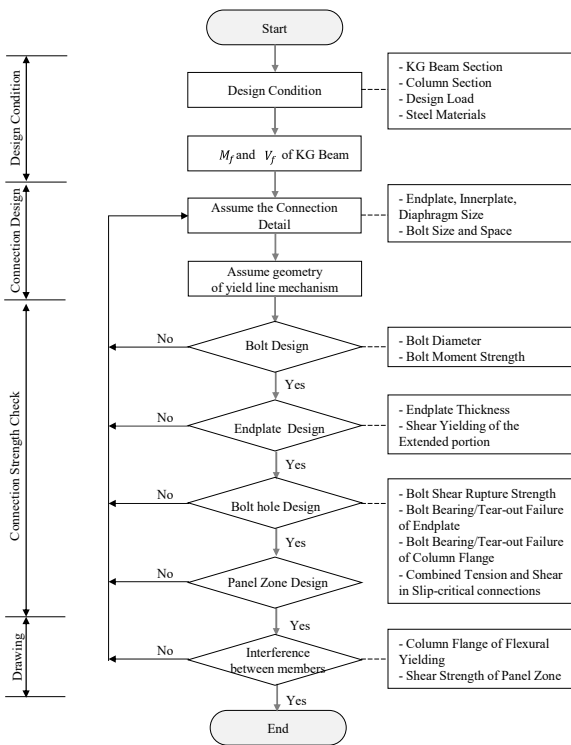 Start
Design Condition
Design Condition
- KG Beam Section
- Column Section
- Design Load
- Steel Materials
M_f and V_f of KG Beam
Connection Design
Assume the Connection
Detail
- Endplate, Innerplate,
Diaphragm Size
- Bolt Size and Space
Assume geometry
of yield line mechanism
Connection Strength Check
No
Bolt Design
- Bolt Diameter
- Bolt Moment Strength
Yes
No
Endplate Design
- Endplate Thickness
- Shear Yielding of the
Extended portion
Yes
No
Bolt hole Design
- Bolt Shear Rupture Strength
- Bolt Bearing/Tear-out Failure
of Endplate
- Bolt Bearing/Tear-out Failure
of Column Flange
- Combined Tension and Shear
in Slip-critical connections
Yes
No
Panel Zone Design
Yes
Drawing
No
Interference
between members
- Column Flange of Flexural
Yielding
- Shear Strength of Panel Zone
Yes
End